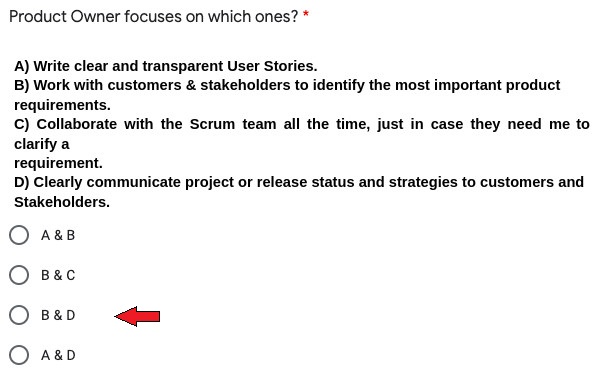 Product Owner focuses on which ones? *
A) Write clear and transparent User Stories.
B) Work with customers & stakeholders to identify the most important product
requirements.
C) Collaborate with the Scrum team all the time, just in case they need me to
clarify a
requirement.
D) Clearly communicate project or release status and strategies to customers and
Stakeholders.
A & B
B & C
B & D
A & D